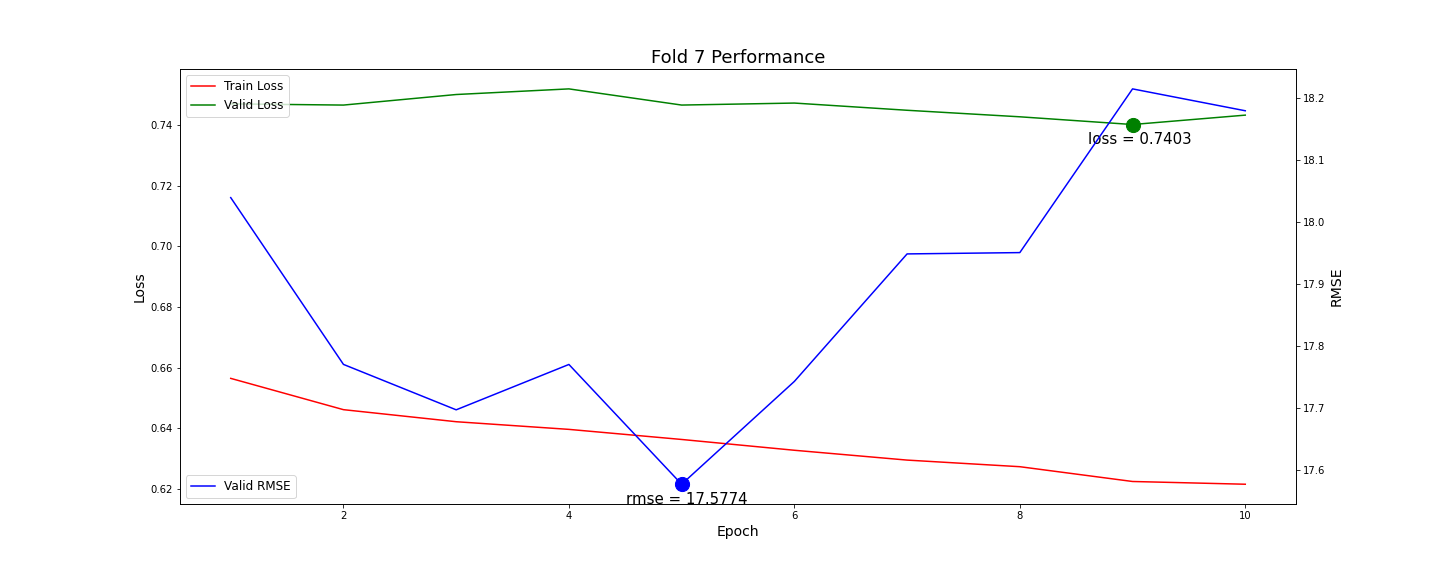 Fold 7 Performance
Train Loss
Valid Loss
Valid RMSE
0.74
0.72
0.70
0.68
0.66
0.64
0.62
Loss
18.2
18.1
18.0
17.9
17.8
17.7
17.6
RMSE
loss = 0.7403
rmse = 17.5774
2
4
6
8
10
Epoch